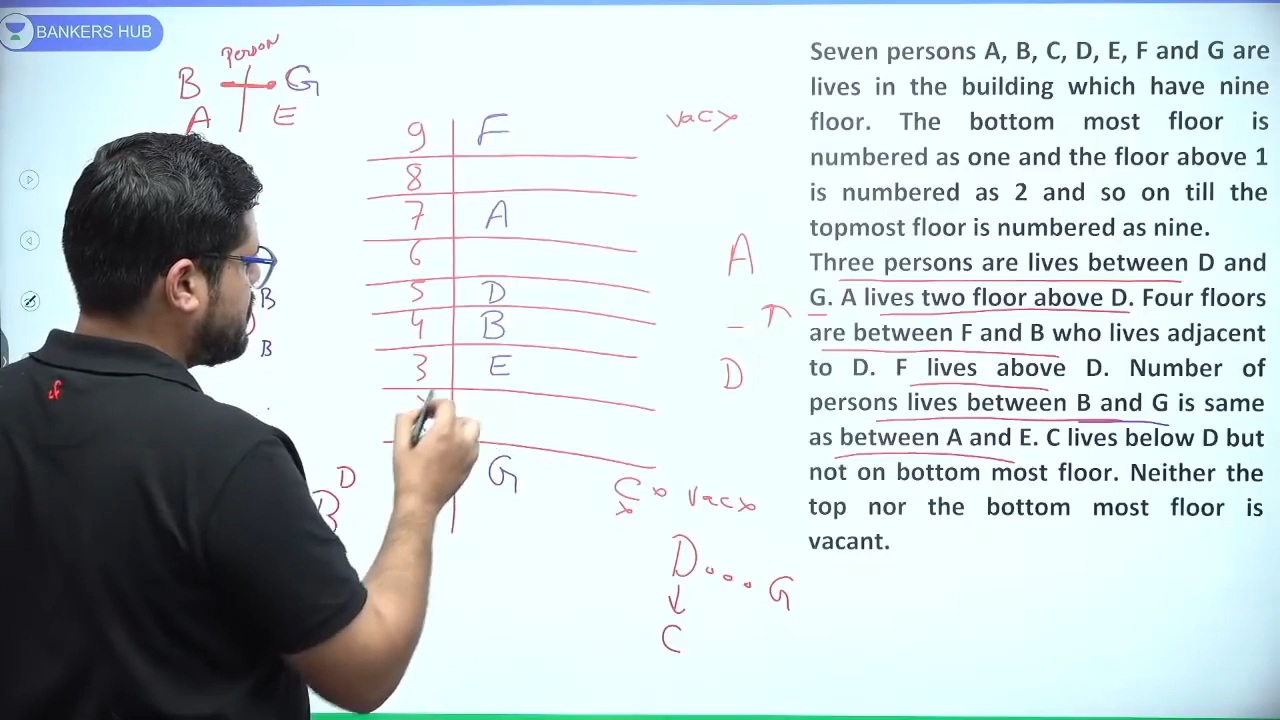 BANKERS HUB
Person
B G
A E
9 F
8
7 A
6
5 D
4 B
3 E
G
B
B
D
B
vacx
A
–
D
C x vacx
x
D . . . G
C
Seven persons A, B, C, D, E, F and G are
lives in the building which have nine
floor. The bottom most floor is
numbered as one and the floor above 1
is numbered as 2 and so on till the
topmost floor is numbered as nine.
Three persons are lives between D and
G. A lives two floor above D. Four floors
are between F and B who lives adjacent
to D. F lives above D. Number of
persons lives between B and G is same
as between A and E. C lives below D but
not on bottom most floor. Neither the
top nor the bottom most floor is
vacant.